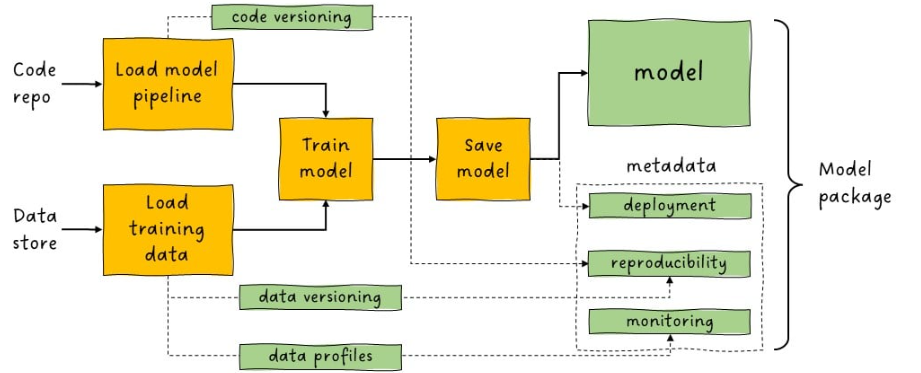 code versioning
Code
repo
Load model
pipeline
model
Train
model
Save
model
metadata
Model
package
Data
store
Load
training
data
deployment
reproducibility
data versioning
monitoring
data profiles